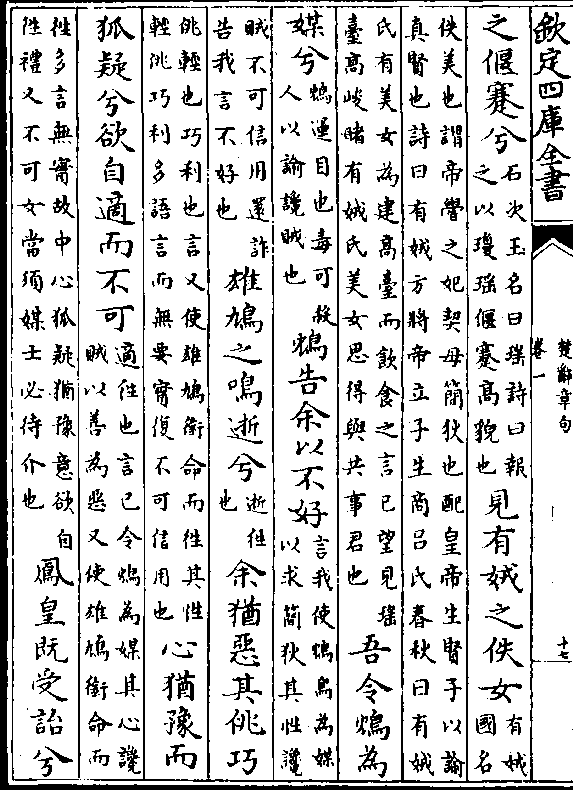 欽定四庫全書
楚辭章句
卷一
十七
之偃蹇兮石次玉名曰瑤詩曰報之以瓊瑤偃蹇髙貌也見有娀之佚女有娀國名
佚美也謂帝嚳之妃契母簡狄也配皇帝生賢子以諭真賢也詩曰有娀方將帝立子生商呂氏春秋曰有娀
氏有美女為建髙臺而飲食之言已望見瑤臺髙峻睹有娀氏美女思得與共事君也吾令鴆為
媒兮鴆運目也毒可殺人以諭讒賊也鴆告余以不好言我使鴆鳥為媒以求簡狄其性讒
賊不可信用還詐告我言不好也雄鳩之鳴逝兮逝往也余猶惡其佻巧
佻輕也巧利也言又使雄鳩銜命而往其性輕佻巧利多語言而無要實復不可信用也心猶豫而
狐疑兮欲自適而不可適往也言已令鴆為媒其心讒賊以善為惡又使雄鳩銜命而
往多言無實故中心狐疑猶豫意欲自往禮又不可女當須媒士必待介也鳳皇既受詒兮